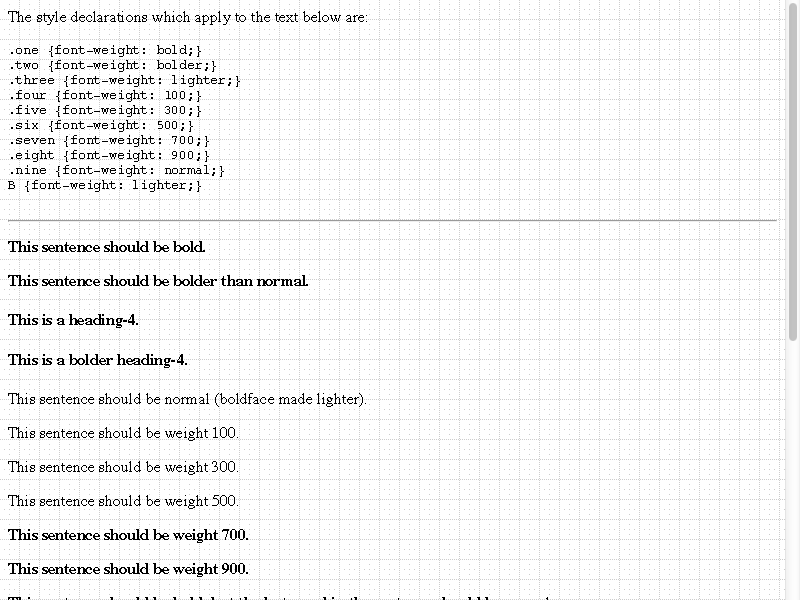 The style declarations which apply to the text below are:
.one {font-weight: bold;}
.two {font-weight: bolder;}
.three {font-weight: lighter;}
.four {font-weight: 100;}
.five {font-weight: 300;}
.six {font-weight: 500;}
.seven {font-weight: 700;}
.eight {font-weight: 900;}
.nine {font-weight: normal;}
B {font-weight: lighter;}
This sentence should be bold.
This sentence should be bolder than normal.
This is a heading-4.
This is a bolder heading-4.
This sentence should be normal (boldface made lighter).
This sentence should be weight 100.
This sentence should be weight 300.
This sentence should be weight 500.
This sentence should be weight 700.
This sentence should be weight 900.